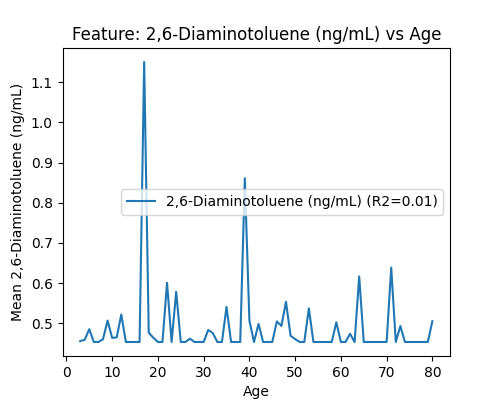 Feature: 2,6-Diaminotoluene (ng/mL) vs Age
Mean 2,6-Diaminotoluene (ng/mL)
1.1
1.0
0.9
0.8
0.7
0.6
0.5
2,6-Diaminotoluene (ng/mL) (R2=0.01)
0 10 20 30 40 50 60 70 80
Age